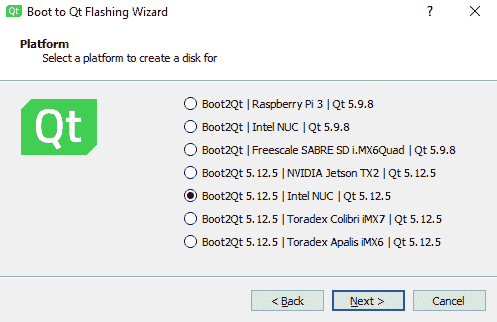 Qt Boot to Qt Flashing Wizard
Platform
Select a platform to create a disk for
Qt
Boot2Qt | Raspberry Pi 3 | Qt 5.9.8
Boot2Qt | Intel NUC | Qt 5.9.8
Boot2Qt | Freescale SABRE SD i.MX6Quad | Qt 5.9.8
Boot2Qt 5.12.5 | NVIDIA Jetson TX2 | Qt 5.12.5
Boot2Qt 5.12.5 | Intel NUC | Qt 5.12.5
Boot2Qt 5.12.5 | Toradex Colibri iMX7 | Qt 5.12.5
Boot2Qt 5.12.5 | Toradex Apalis iMX6 | Qt 5.12.5
< Back Next > Cancel